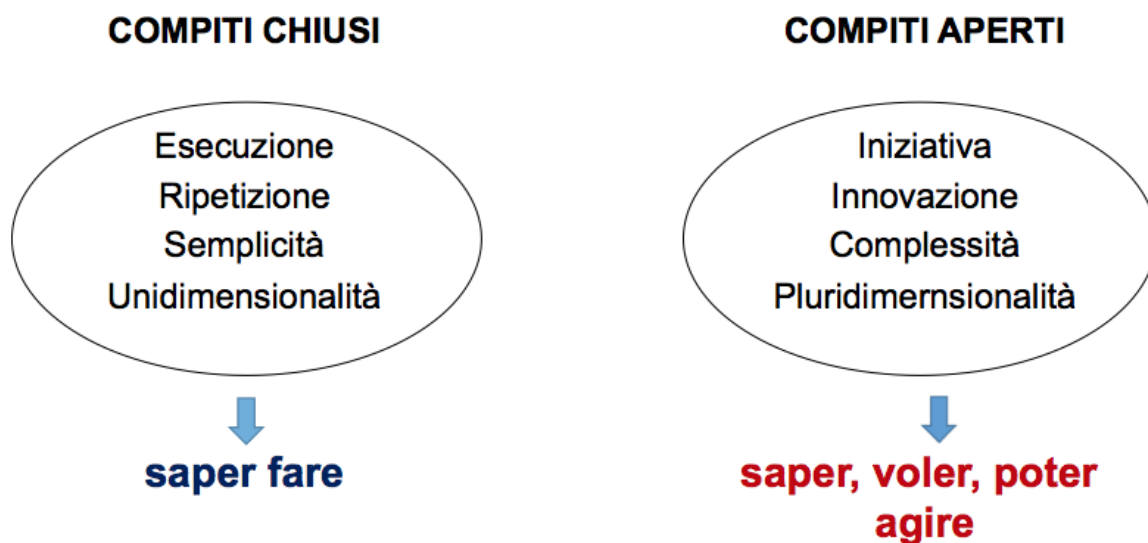 COMPITI CHIUSI
Esecuzione
Ripetizione
Semplicità
Unidimensionalità
saper fare
COMPITI APERTI
Iniziativa
Innovazione
Complessità
Pluridimernsionalità
saper, voler, poter
agire